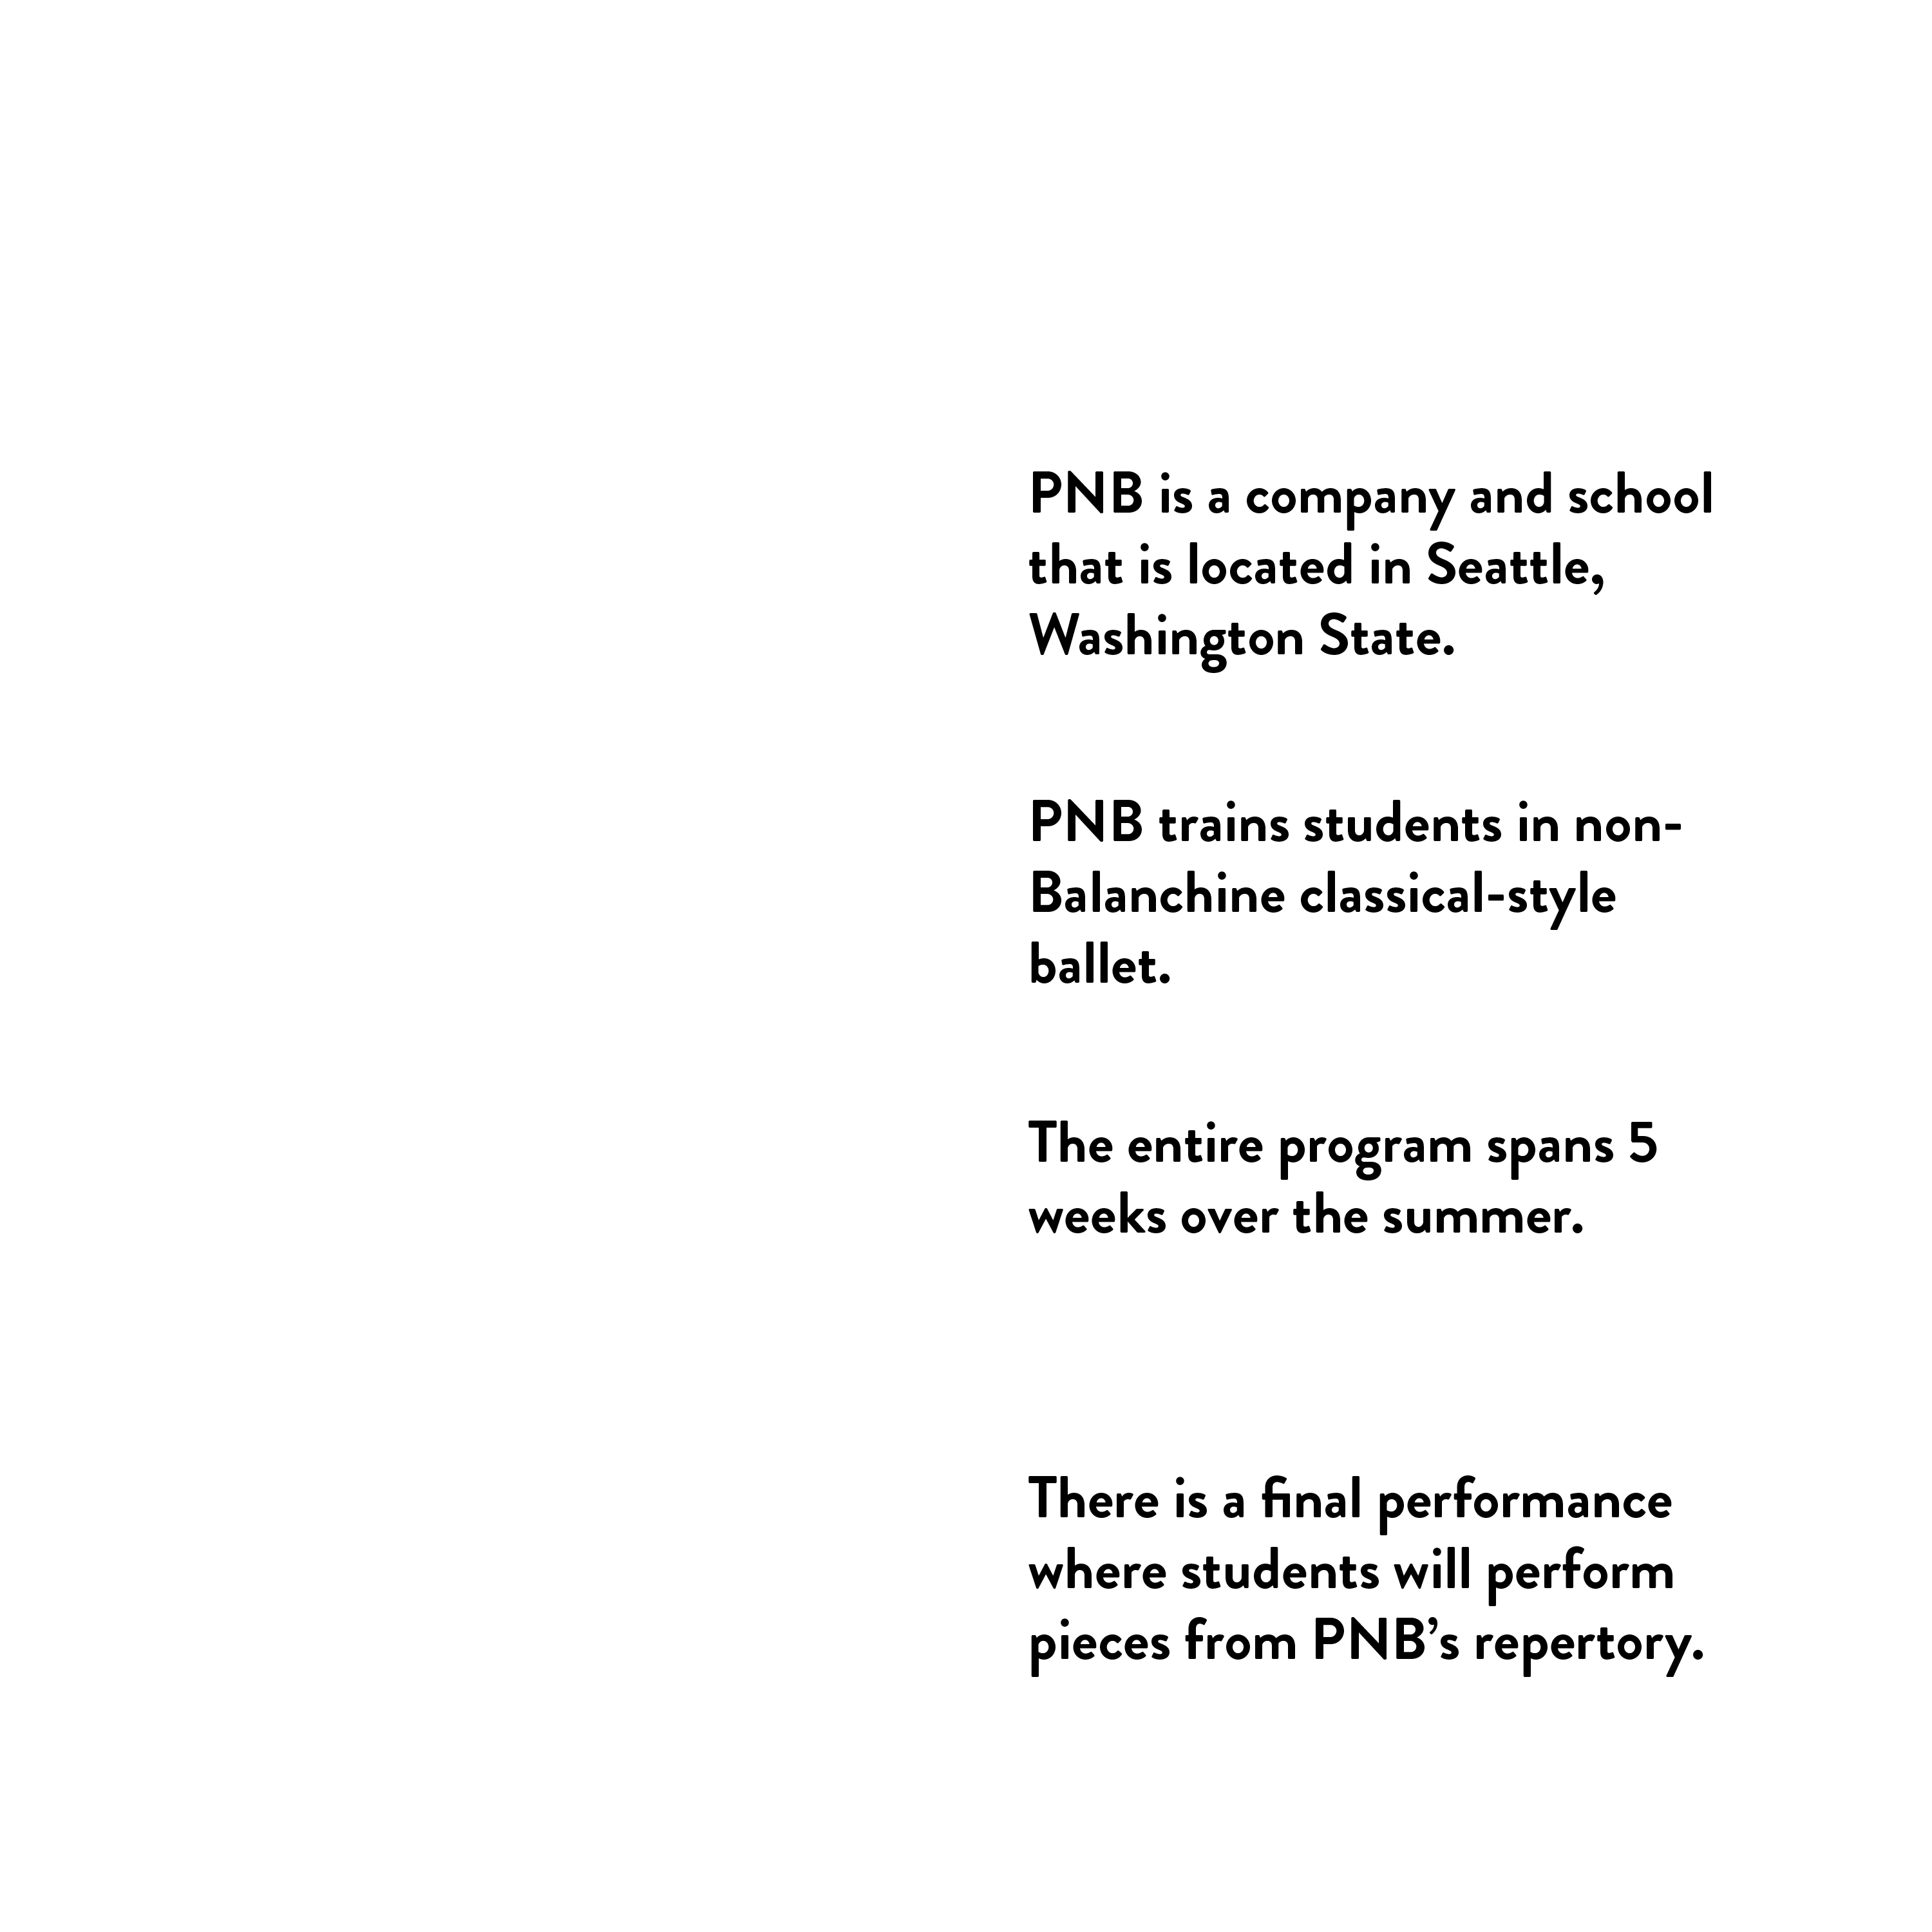 PNB is a company and school
that is located in Seattle,
Washington State.
PNB trains students in non-
Balanchine classical-style
ballet.
The entire program spans 5
weeks over the summer.
There is a final performance
where students will perform
pieces from PNB’s repertory.